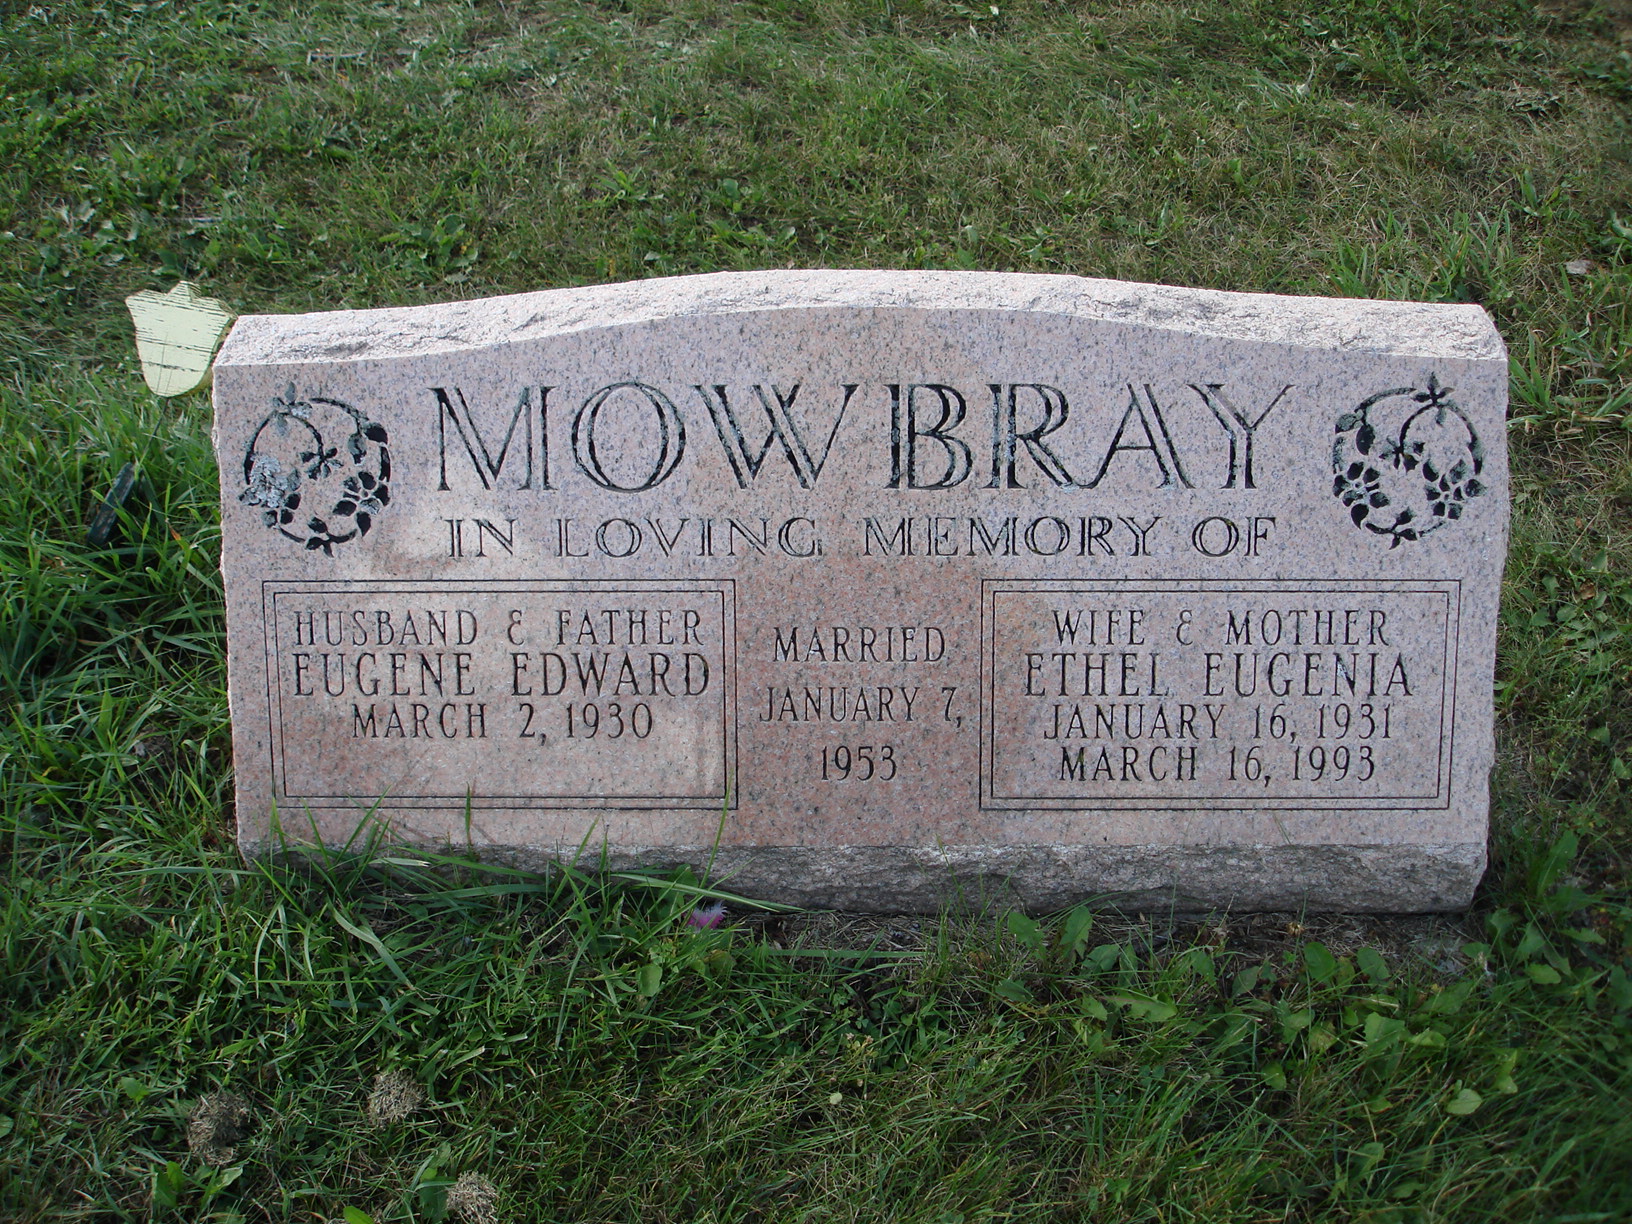 MOWBRAY
IN LOVING MEMORY OF
HUSBAND & FATHER
EUGENE EDWARD
MARCH 2, 1930
MARRIED
JANUARY 7,
1953
WIFE & MOTHER
ETHEL EUGENIA
JANUARY 16, 1931
MARCH 16, 1993